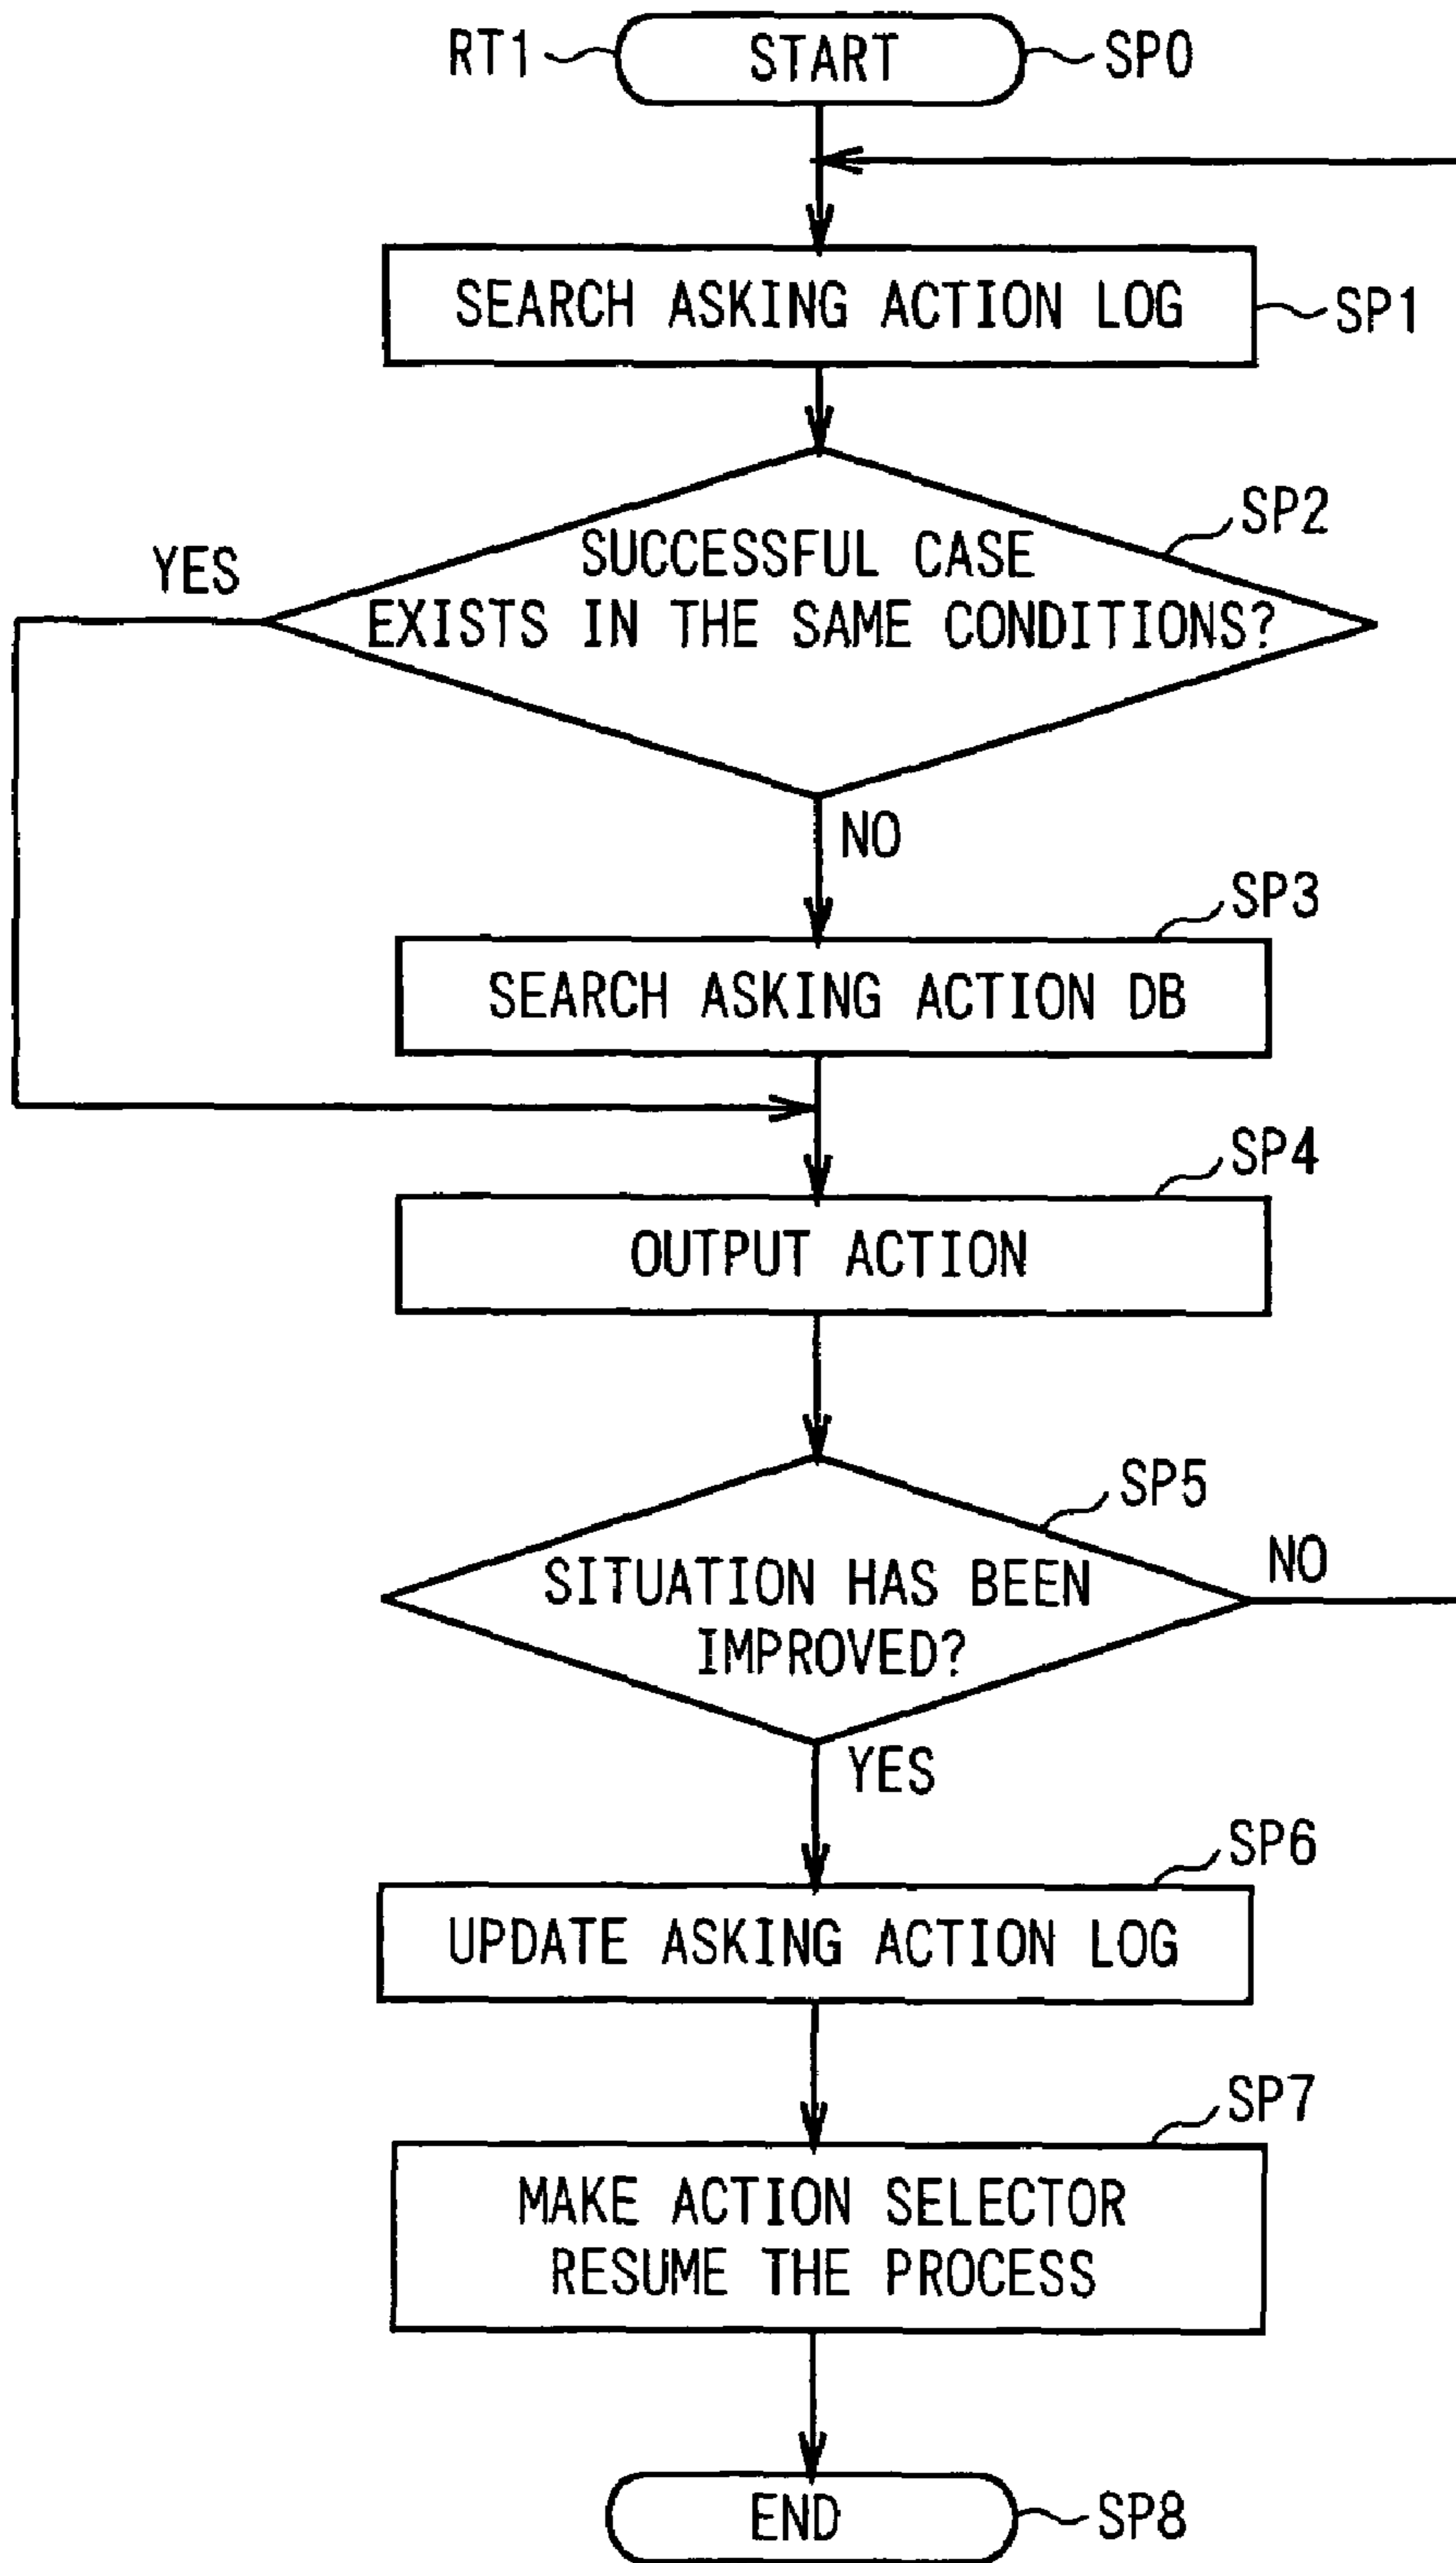 RT1 START SP0
SEARCH ASKING ACTION LOG SP1
SP2
YES
SUCCESSFUL CASE
EXISTS IN THE SAME CONDITIONS?
NO
SP3
SEARCH ASKING ACTION DB
SP4
OUTPUT ACTION
SP5
NO
SITUATION HAS BEEN
IMPROVED?
YES
SP6
UPDATE ASKING ACTION LOG
SP7
MAKE ACTION SELECTOR
RESUME THE PROCESS
END SP8